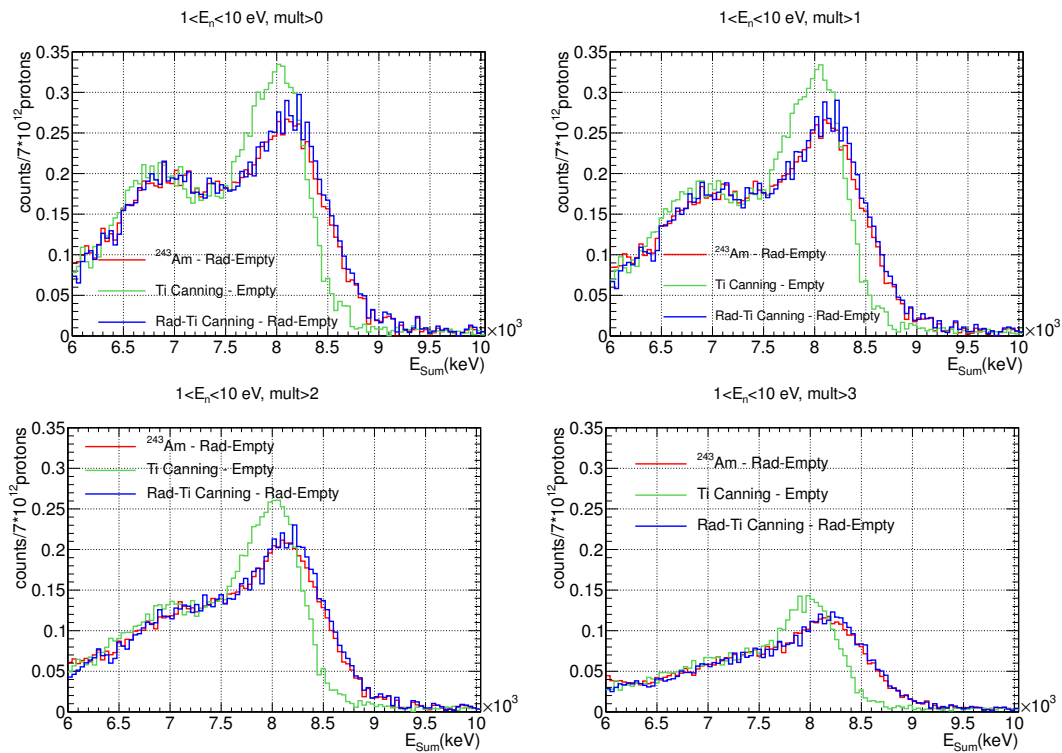 1<E_n<10 eV, mult>0
counts/7*10^12protons
0.35
0.3
0.25
0.2
0.15
0.1
0.05
0
^243Am - Rad-Empty
Ti Canning - Empty
Rad-Ti Canning - Rad-Empty
6 6.5 7 7.5 8 8.5 9 9.5 10
×10^3
E_Sum(keV)
1<E_n<10 eV, mult>1
counts/7*10^12protons
0.35
0.3
0.25
0.2
0.15
0.1
0.05
0
^243Am - Rad-Empty
Ti Canning - Empty
Rad-Ti Canning - Rad-Empty
6 6.5 7 7.5 8 8.5 9 9.5 10
×10^3
E_Sum(keV)
1<E_n<10 eV, mult>2
counts/7*10^12protons
0.35
0.3
0.25
0.2
0.15
0.1
0.05
0
^243Am - Rad-Empty
Ti Canning - Empty
Rad-Ti Canning - Rad-Empty
6 6.5 7 7.5 8 8.5 9 9.5 10
×10^3
E_Sum(keV)
1<E_n<10 eV, mult>3
counts/7*10^12protons
0.35
0.3
0.25
0.2
0.15
0.1
0.05
0
^243Am - Rad-Empty
Ti Canning - Empty
Rad-Ti Canning - Rad-Empty
6 6.5 7 7.5 8 8.5 9 9.5 10
×10^3
E_Sum(keV)